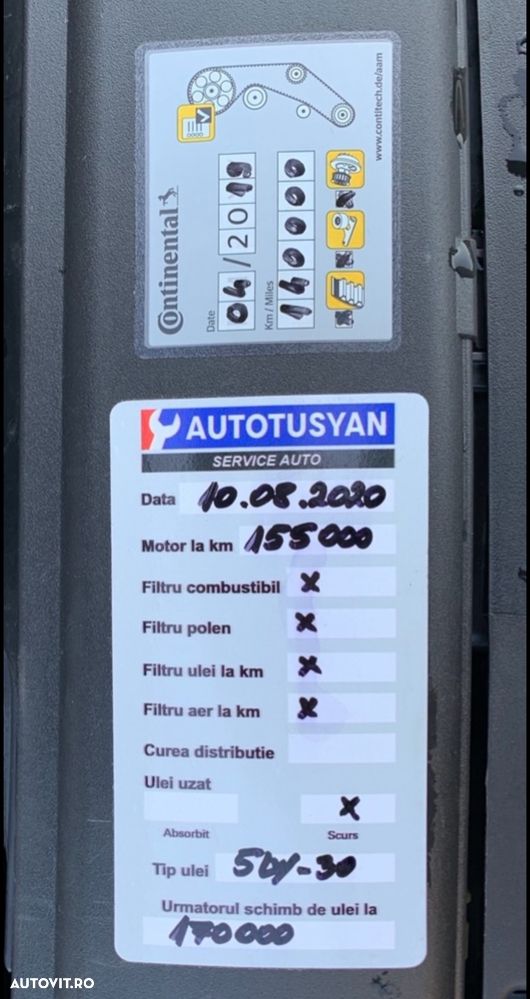 Continental
Date
04/2019
Km / Miles
140000
www.contitech.de/aam
AUTOTUSYAN
SERVICE AUTO
Data 10.08.2020
Motor la km 155000
Filtru combustibil x
Filtru polen x
Filtru ulei la km x
Filtru aer la km x
Curea distributie
Ulei uzat
x
Absorbit Scurs
Tip ulei 5W-30
Urmatorul schimb de ulei la
170000
AUTOVIT.RO